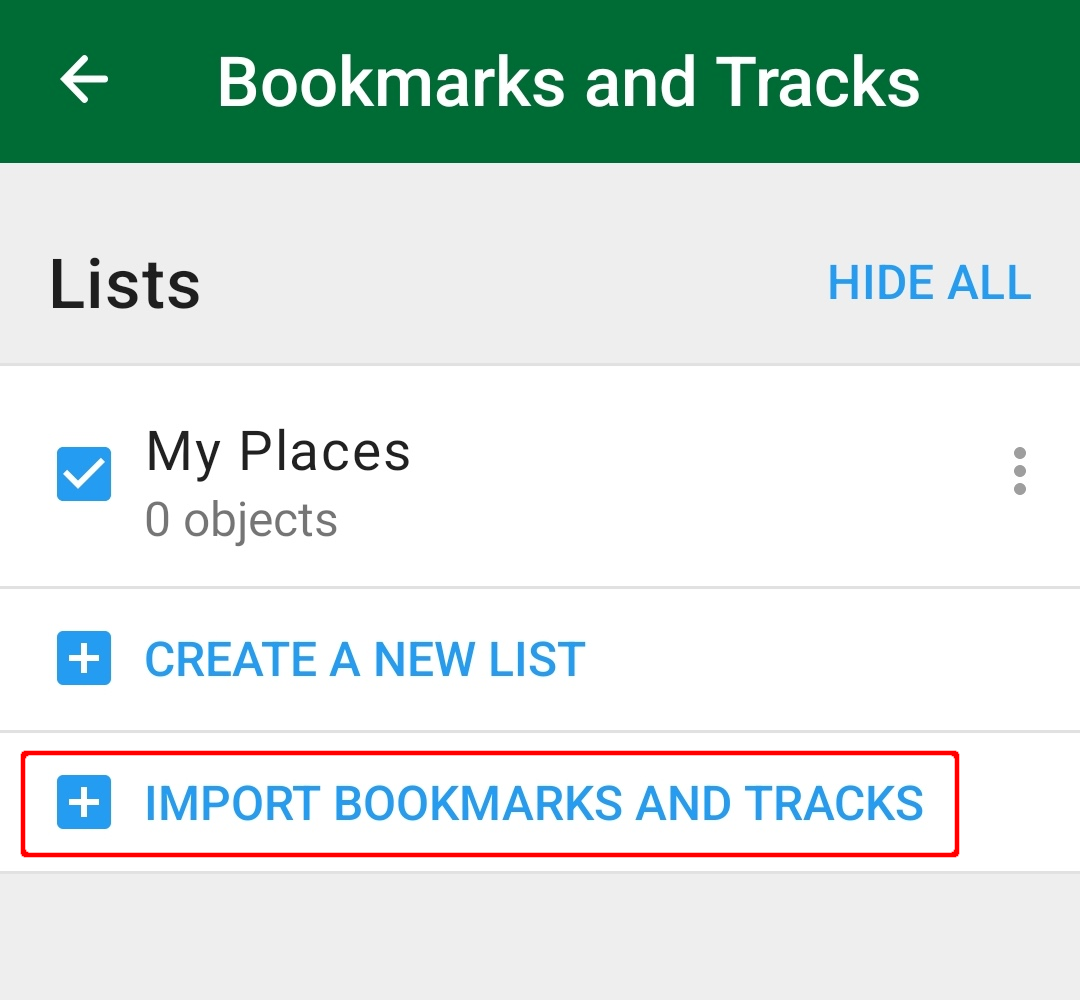 Bookmarks and Tracks
Lists
HIDE ALL
My Places
0 objects
CREATE A NEW LIST
IMPORT BOOKMARKS AND TRACKS